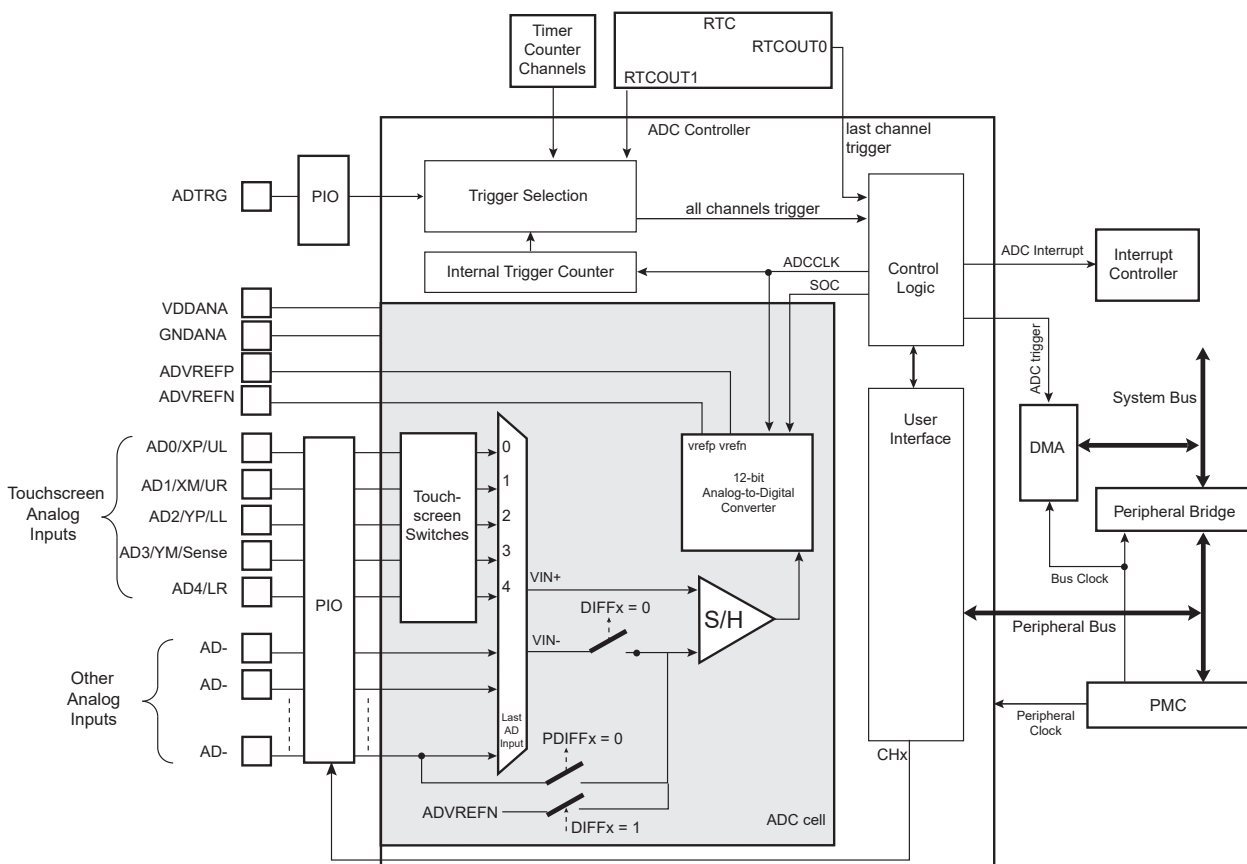 Timer
Counter
Channels
RTC
RTCOUT0
RTCOUT1
ADC Controller
last channel
trigger
ADTRG
PIO
Trigger Selection
all channels trigger
Internal Trigger Counter
ADCCLK
SOC
Control
Logic
ADC Interrupt
Interrupt
Controller
VDDANA
GNDANA
ADVREFP
ADVREFN
ADC trigger
System Bus
User
Interface
DMA
Peripheral Bridge
Bus Clock
Peripheral Bus
PMC
Peripheral
Clock
CHx
Touchscreen
Analog
Inputs
AD0/XP/UL
AD1/XM/UR
AD2/YP/LL
AD3/YM/Sense
AD4/LR
PIO
Touch-
screen
Switches
0
1
2
3
4
vrefp vrefn
12-bit
Analog-to-Digital
Converter
VIN+
VIN-
DIFFx = 0
S/H
Other
Analog
Inputs
AD-
AD-
AD-
Last
AD
Input
PDIFFx = 0
ADVREFN
DIFFx = 1
ADC cell